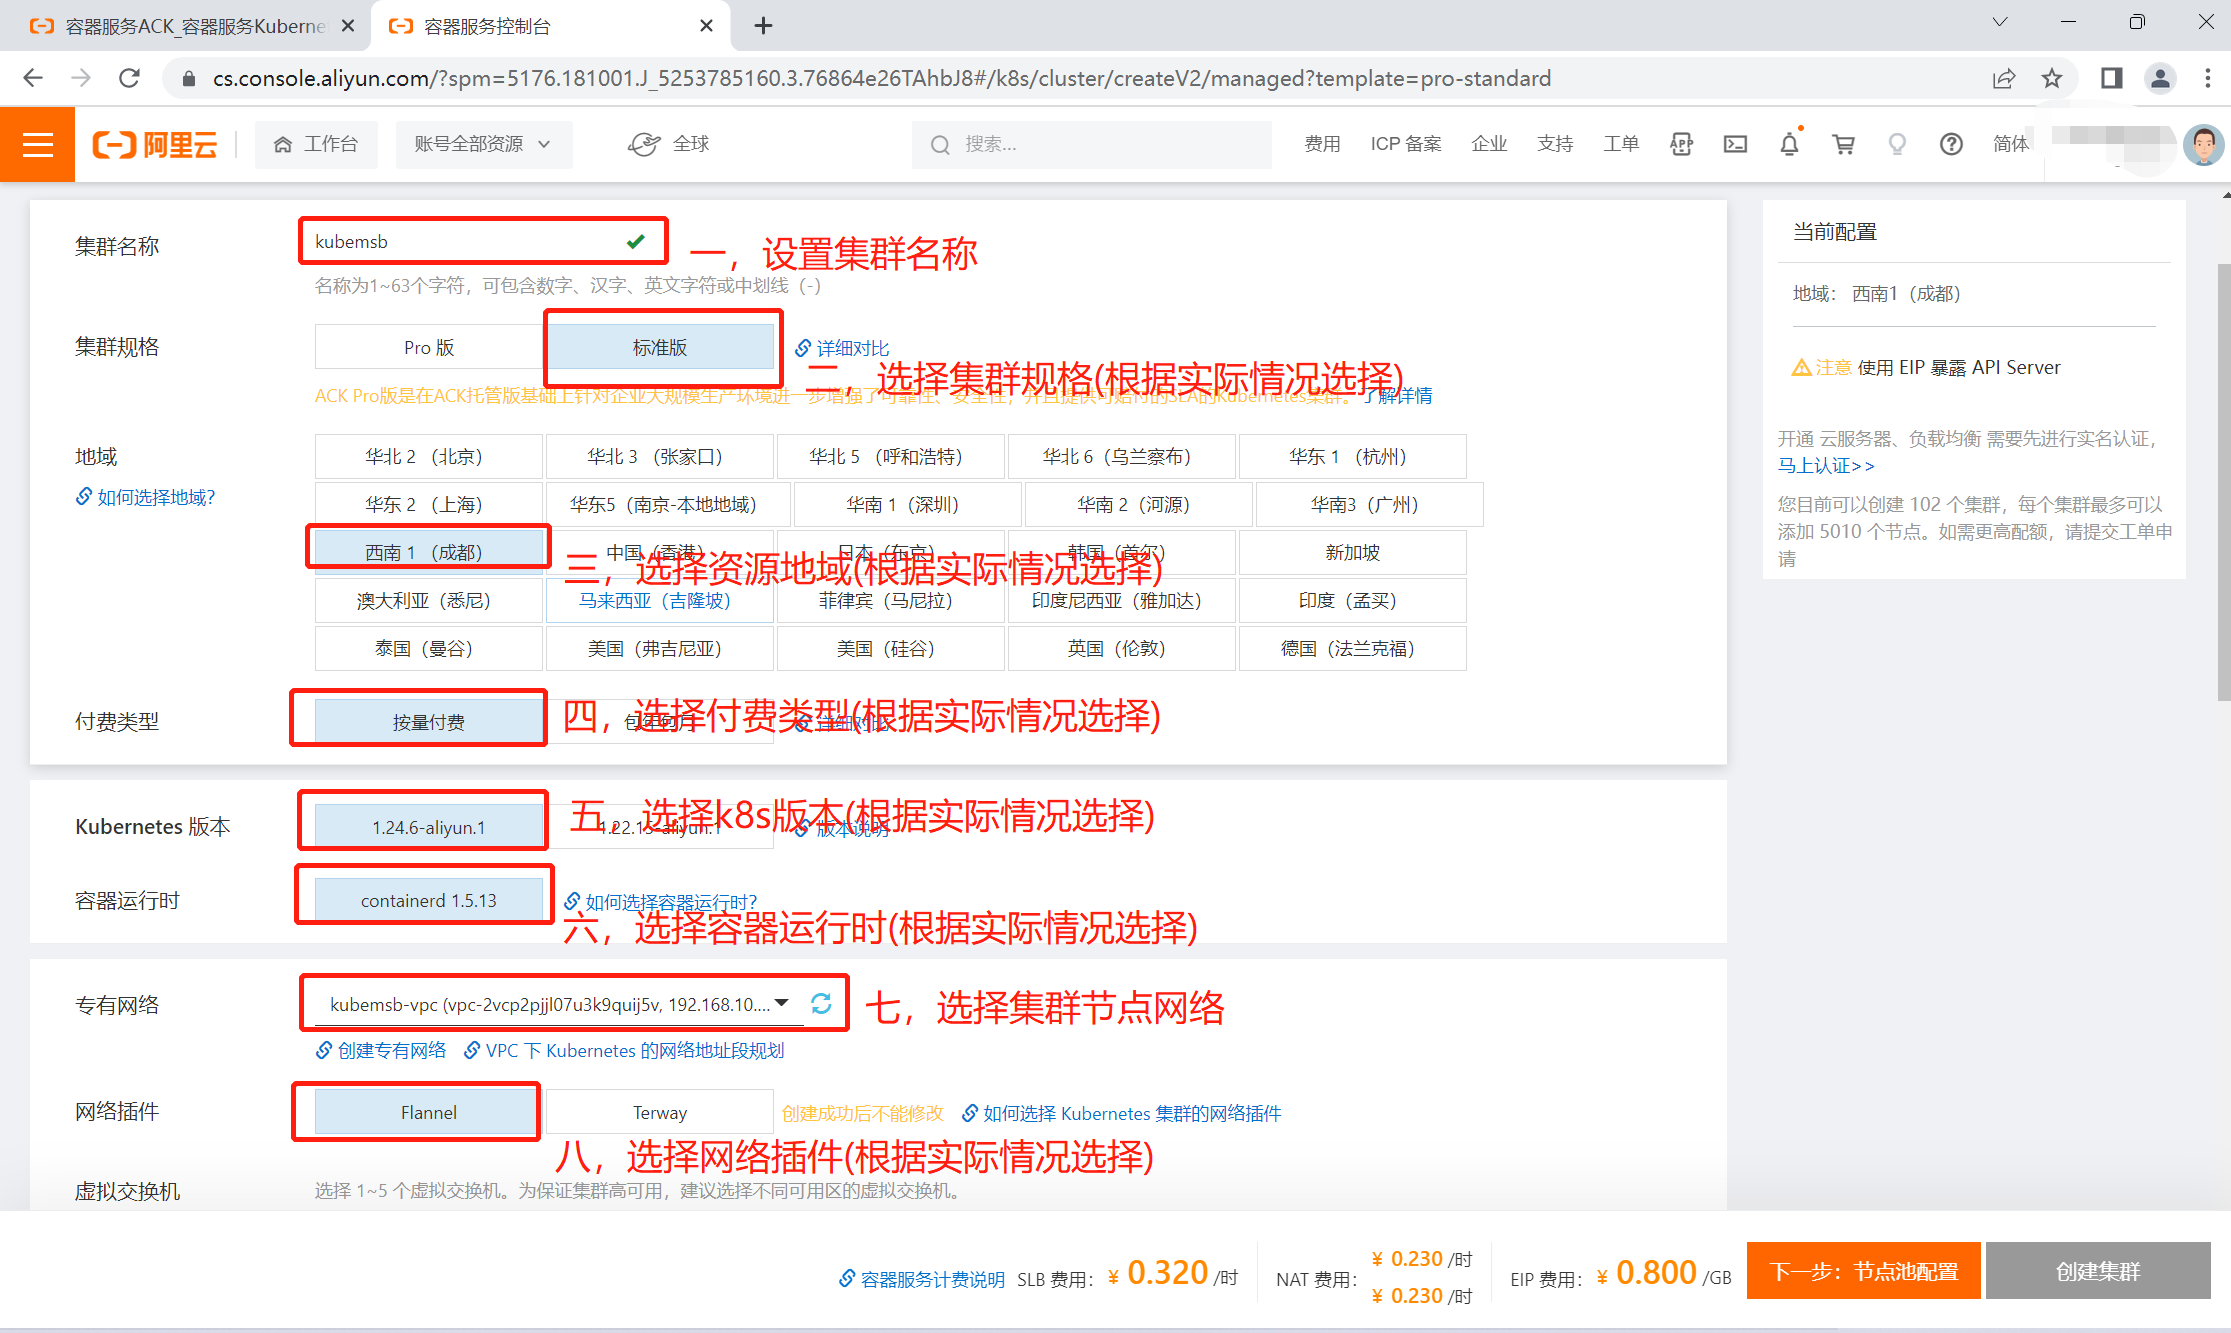 容器服务ACK_容器服务Kuberne
容器服务控制台
cs.console.aliyun.com/?spm=5176.181001.J_5253785160.3.76864e26TAhbJ8#/k8s/cluster/createV2/managed?template=pro-standard
阿里云
工作台
账号全部资源
全球
搜索...
费用
ICP 备案
企业
支持
工单
APP
简体
集群名称
kubemsb
一，设置集群名称
名称为1~63个字符，可包含数字、汉字、英文字符或中划线（-）
集群规格
Pro 版
标准版
详细对比
二，选择集群规格(根据实际情况选择)
ACK Pro版是在ACK托管版基础上针对企业大规模生产环境进一步增强了可靠性、安全性，并且提供可赔付的SLA的Kubernetes集群。 了解详情
地域
如何选择地域?
华北 2 （北京）
华北 3 （张家口）
华北 5 （呼和浩特）
华北 6（乌兰察布）
华东 1 （杭州）
华东 2 （上海）
华东5（南京-本地地域）
华南 1（深圳）
华南 2（河源）
华南3（广州）
西南 1 （成都）
中国（香港）
日本（东京）
韩国（首尔）
新加坡
三，选择资源地域(根据实际情况选择)
澳大利亚（悉尼）
马来西亚（吉隆坡）
菲律宾（马尼拉）
印度尼西亚（雅加达）
印度（孟买）
泰国（曼谷）
美国（弗吉尼亚）
美国（硅谷）
英国（伦敦）
德国（法兰克福）
付费类型
按量付费
包年包月
详细对比
四，选择付费类型(根据实际情况选择)
Kubernetes 版本
1.24.6-aliyun.1
1.22.15-aliyun.1
版本说明
五，选择k8s版本(根据实际情况选择)
容器运行时
containerd 1.5.13
如何选择容器运行时?
六，选择容器运行时(根据实际情况选择)
专有网络
kubemsb-vpc (vpc-2vcp2pjjl07u3k9quij5v, 192.168.10....
七，选择集群节点网络
创建专有网络
VPC 下 Kubernetes 的网络地址段规划
网络插件
Flannel
Terway
创建成功后不能修改
如何选择 Kubernetes 集群的网络插件
八，选择网络插件(根据实际情况选择)
虚拟交换机
选择 1~5 个虚拟交换机。为保证集群高可用，建议选择不同可用区的虚拟交换机。
当前配置
地域： 西南1（成都）
注意 使用 EIP 暴露 API Server
开通 云服务器、负载均衡 需要先进行实名认证，
马上认证>>
您目前可以创建 102 个集群，每个集群最多可以
添加 5010 个节点。如需更高配额，请提交工单申
请
容器服务计费说明
SLB 费用： ¥ 0.320 /时
NAT 费用：
¥ 0.230 /时
¥ 0.230 /时
EIP 费用： ¥ 0.800 /GB
下一步：节点池配置
创建集群